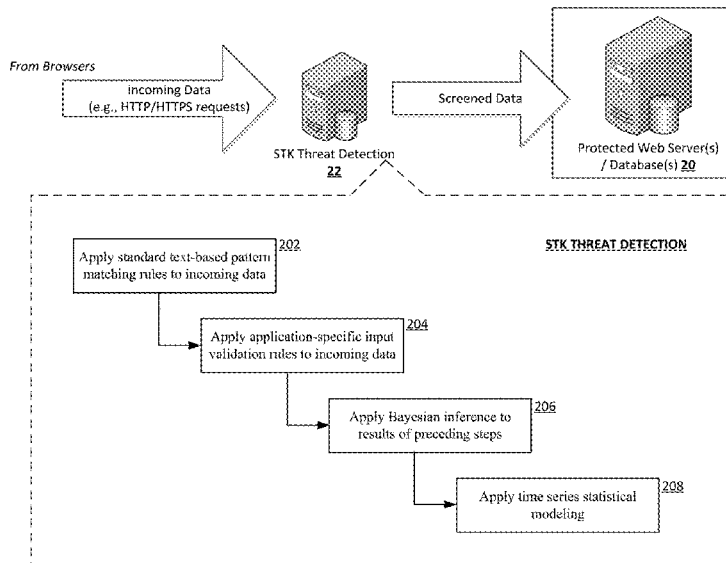 From Browsers
incoming Data
(e.g., HTTP/HTTPS requests)
STK Threat Detection
22
Screened Data
Protected Web Server(s)
/ Database(s) 20
STK THREAT DETECTION
202
Apply standard text-based pattern
matching rules to incoming data
204
Apply application-specific input
validation rules to incoming data
206
Apply Bayesian inference to
results of preceding steps
208
Apply time series statistical
modeling